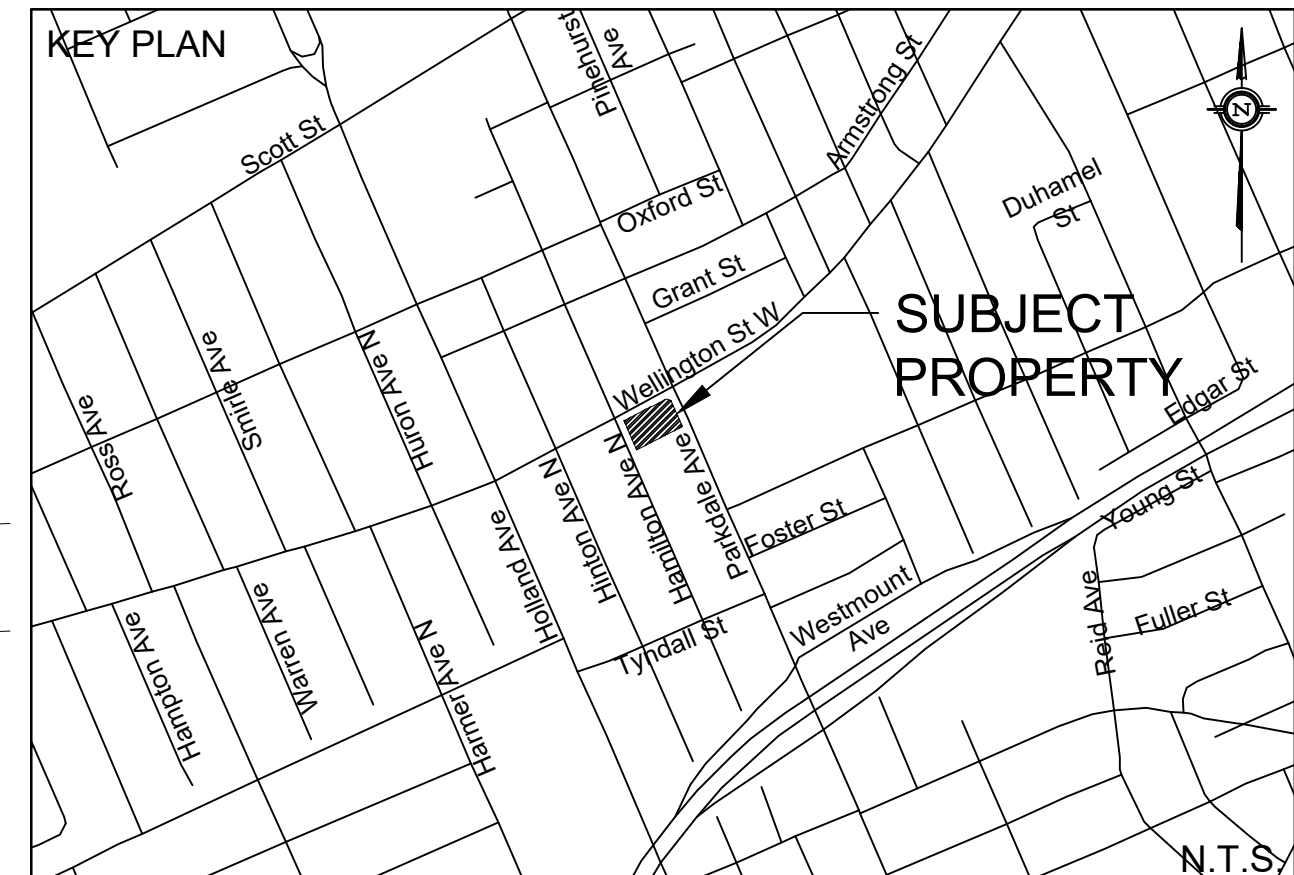 KEY PLAN
Pinehurst
Ave
Armstrong St
N
Scott St
Duhamel
St
Oxford St
Grant St
SUBJECT
PROPERTY
Wellington St W
Smirle Ave
Huron Ave N
Edgar St
Ross Ave
Hamilton Ave N
Parkdale Ave
Hinton Ave N
Holland Ave
Foster St
Young St
Westmount
Ave
Reid Ave
Fuller St
Tyndall St
Hampton Ave
Warren Ave
Harmer Ave N
N.T.S.